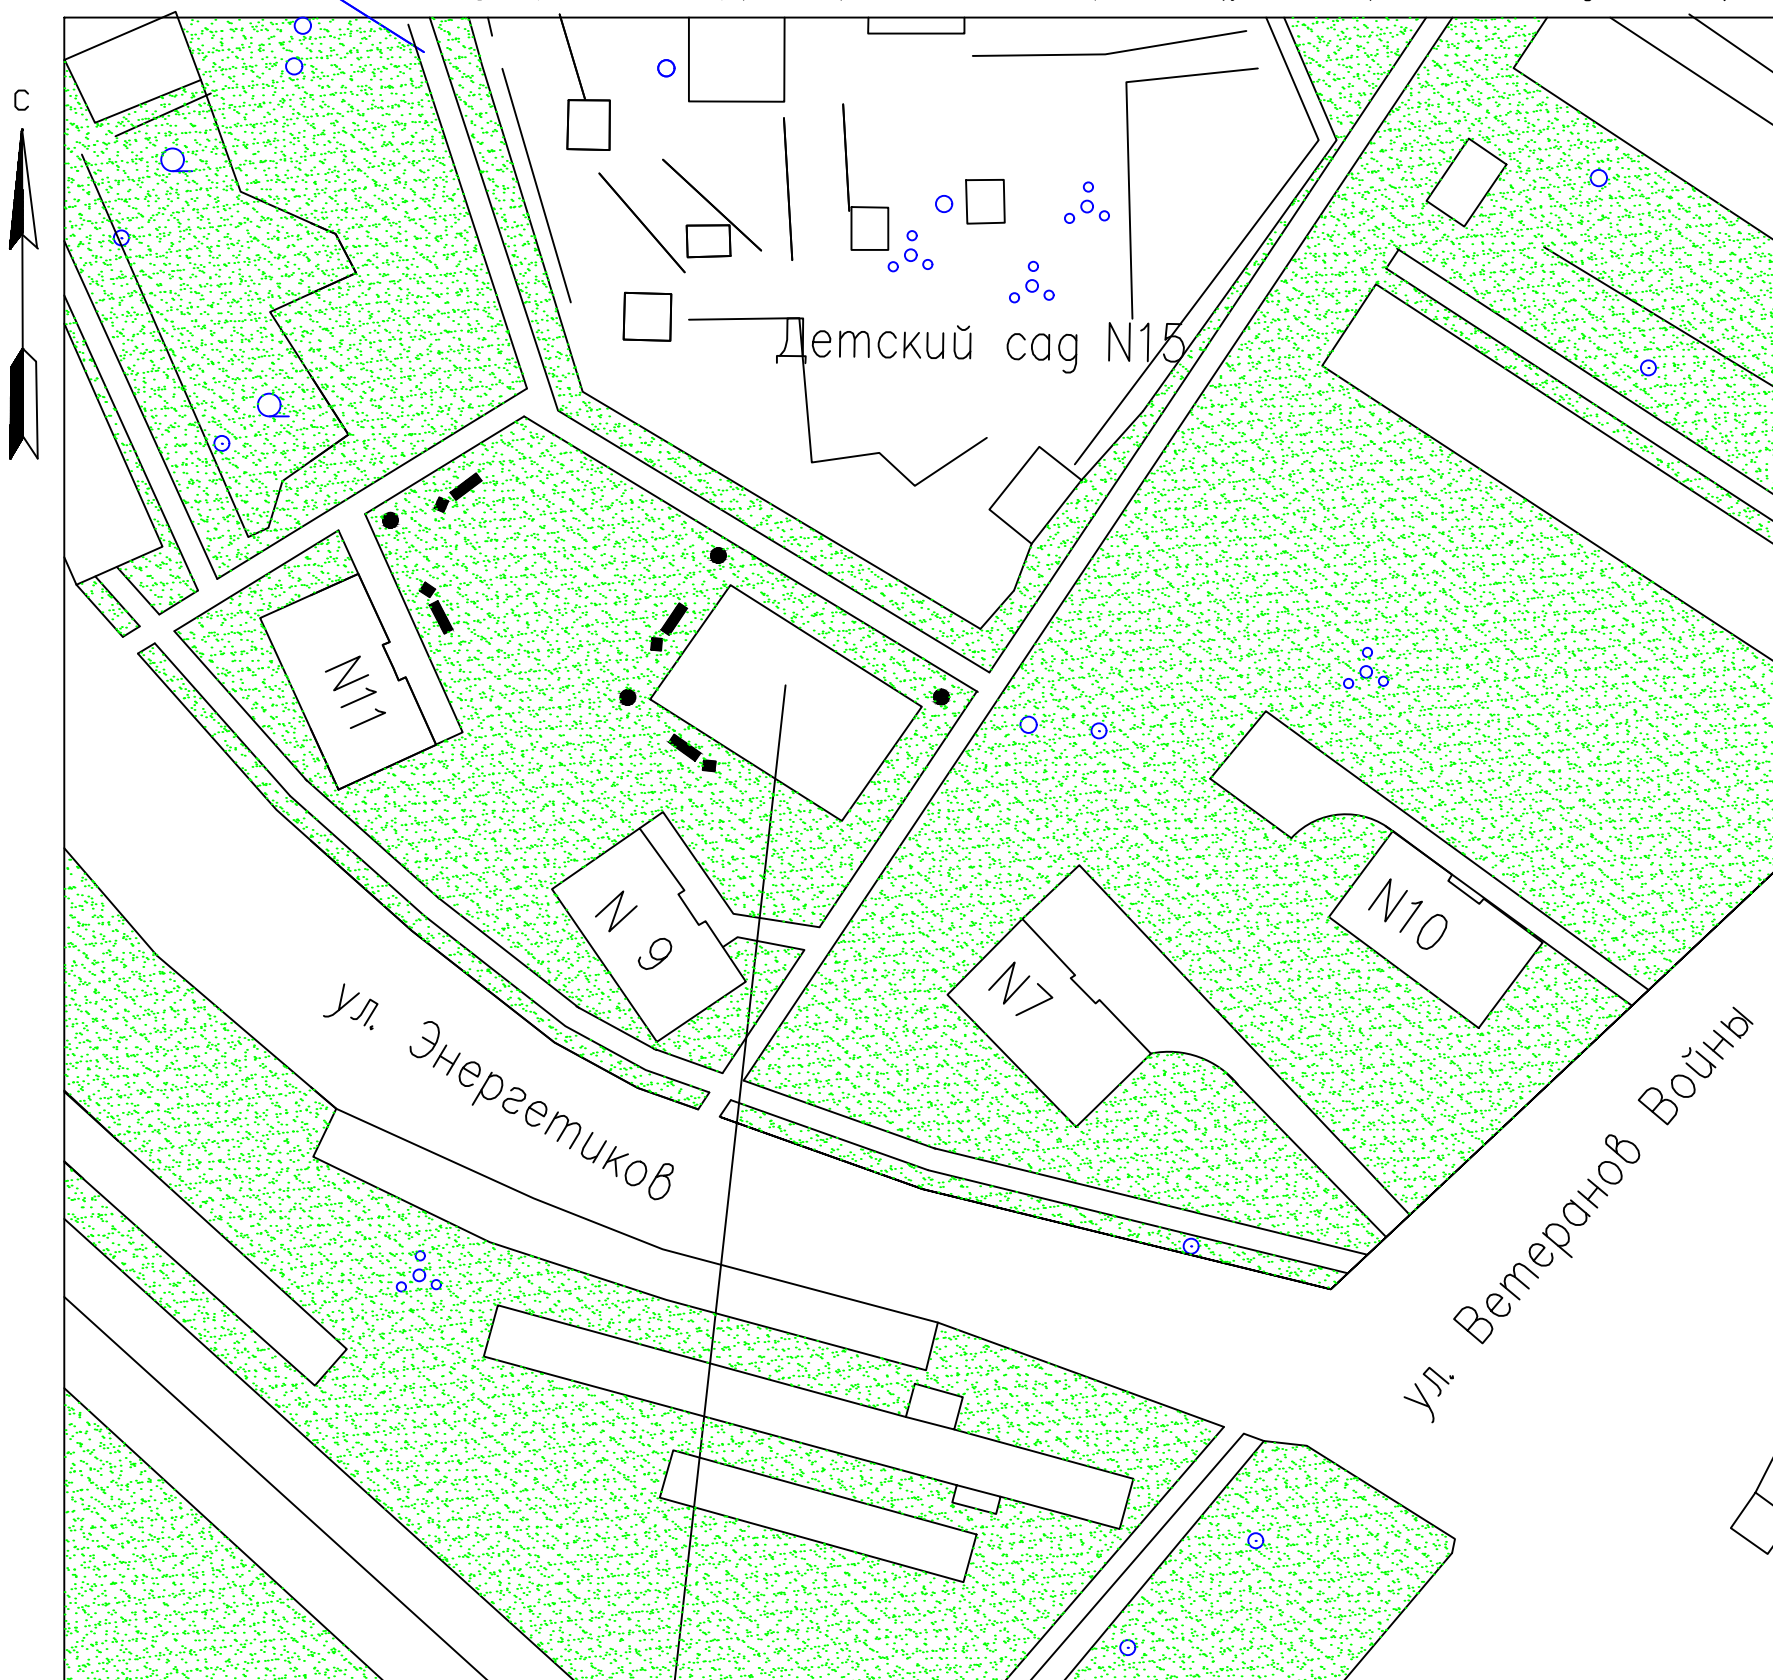 С
Детский сад N15
N11
N 9
N7
N10
ул. Энергетиков
ул. Ветеранов Войны